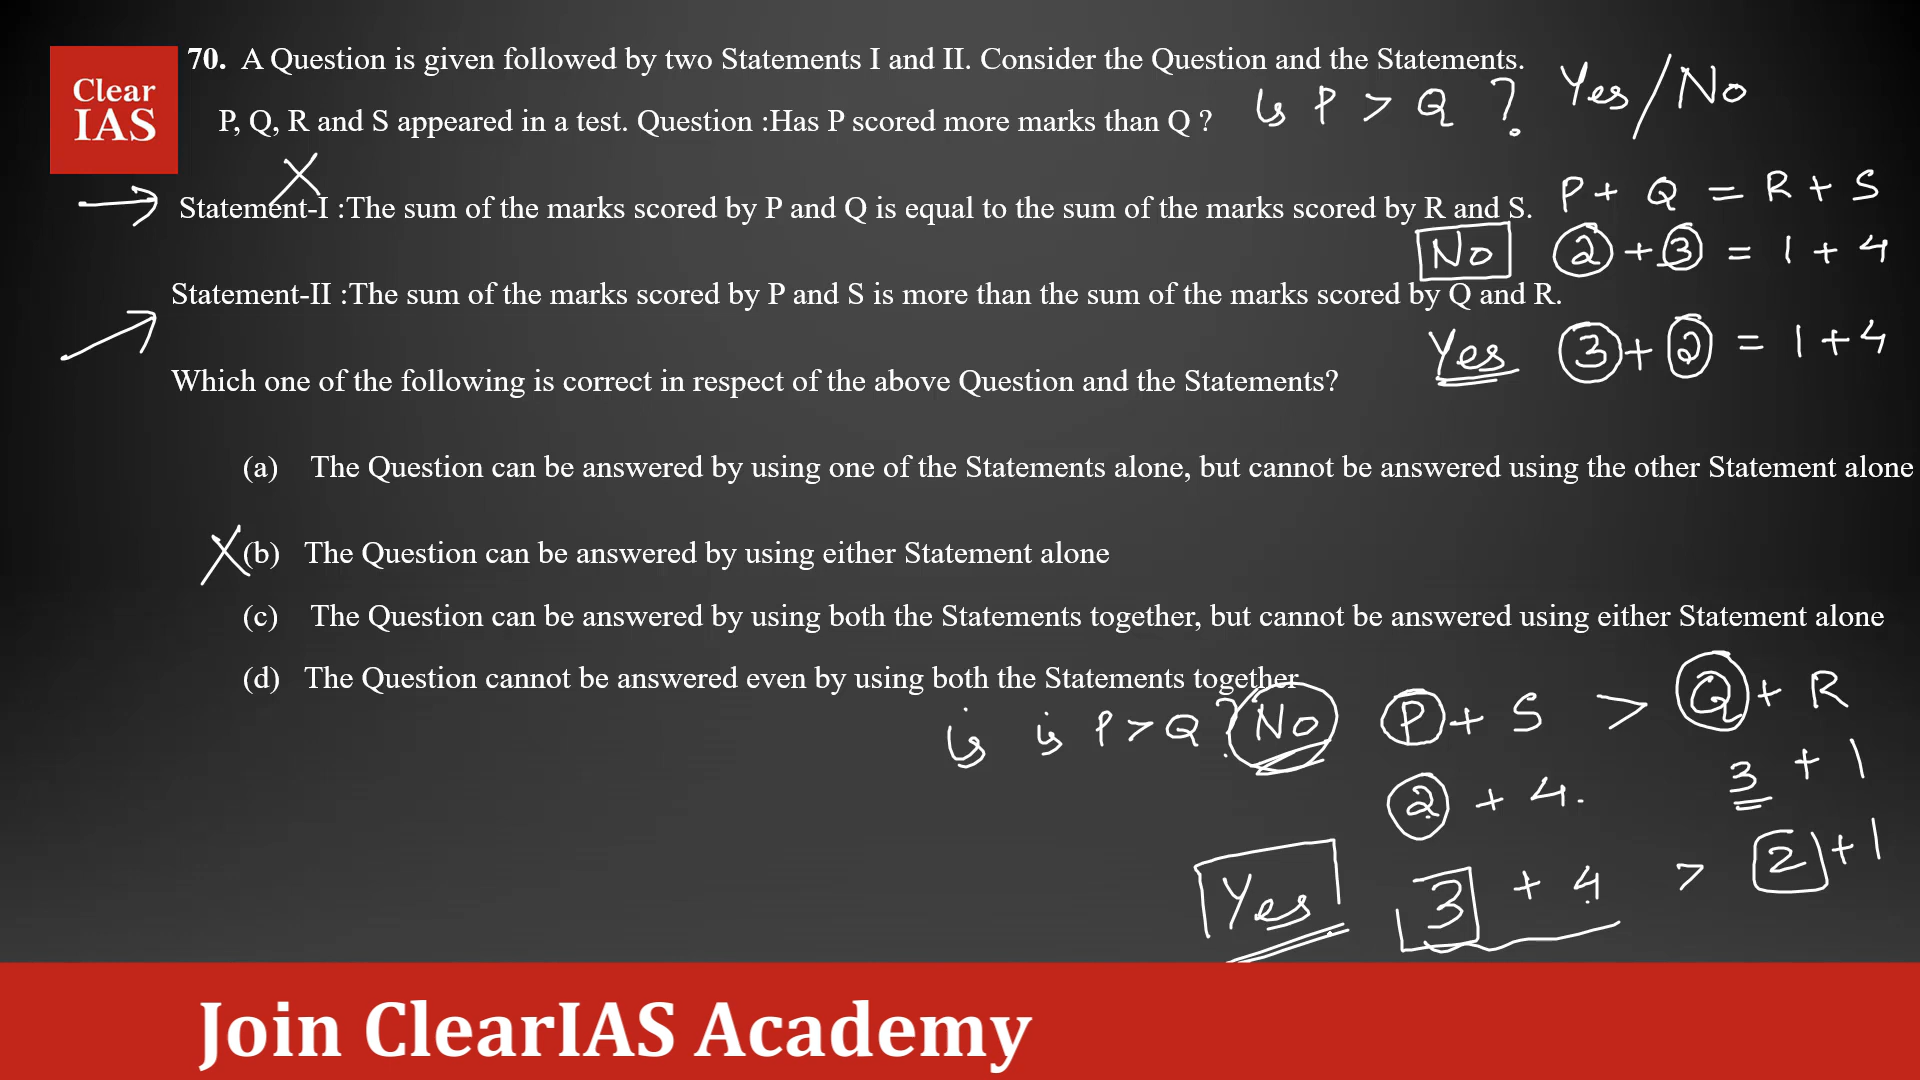 Clear
IAS
70. A Question is given followed by two Statements I and II. Consider the Question and the Statements.
P, Q, R and S appeared in a test. Question :Has P scored more marks than Q ?
is P > Q ? Yes/No
Statement-I :The sum of the marks scored by P and Q is equal to the sum of the marks scored by R and S.
P + Q = R + S
No 2 + 3 = 1 + 4
Statement-II :The sum of the marks scored by P and S is more than the sum of the marks scored by Q and R.
Yes 3 + 2 = 1 + 4
Which one of the following is correct in respect of the above Question and the Statements?
(a) The Question can be answered by using one of the Statements alone, but cannot be answered using the other Statement alone
X (b) The Question can be answered by using either Statement alone
(c) The Question can be answered by using both the Statements together, but cannot be answered using either Statement alone
(d) The Question cannot be answered even by using both the Statements together
is is P > Q ? No P + S > Q + R
2 + 4. 3 + 1
Yes 3 + 4 > 2 + 1
Join ClearIAS Academy